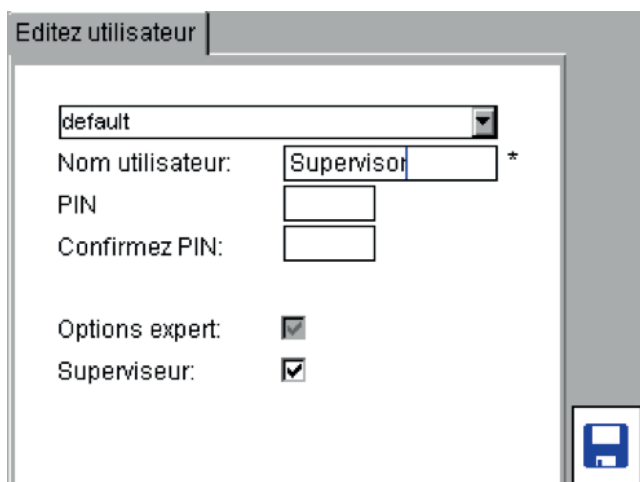 Editez utilisateur
default
Nom utilisateur: Supervisor *
PIN
Confirmez PIN:
Options expert:
Superviseur: